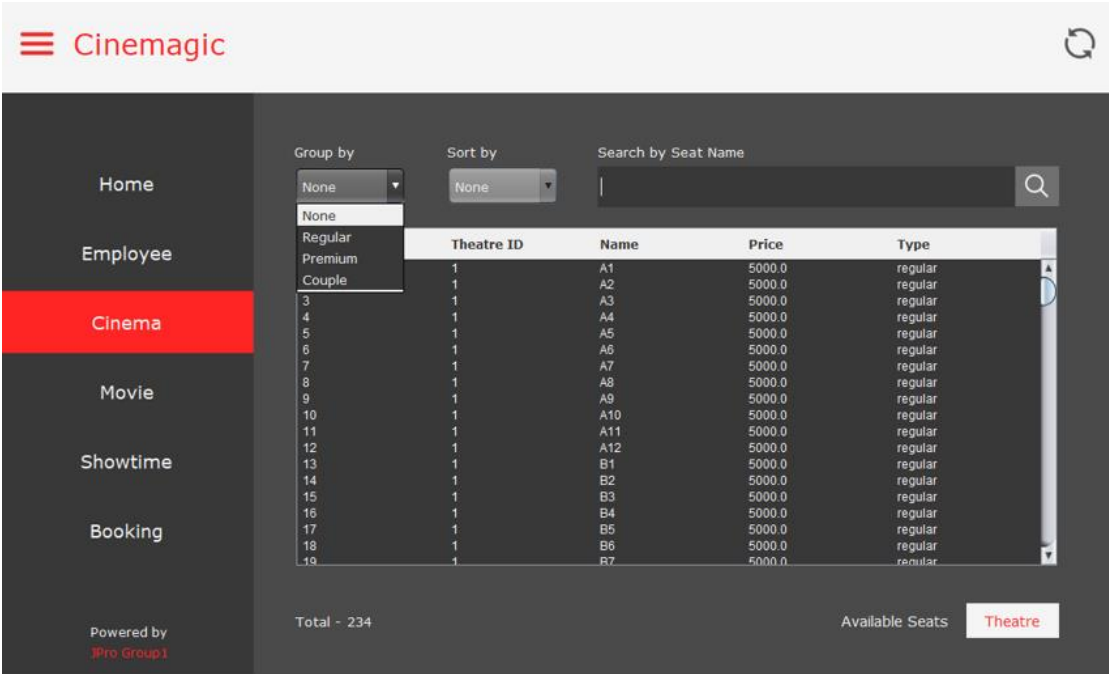 Cinemagic
Home
Employee
Cinema
Movie
Showtime
Booking
Powered by
JPro Group1
Group by Sort by Search by Seat Name
None None
None
Regular
Premium
Couple
Theatre ID Name Price Type
1 A1 5000.0 regular
1 A2 5000.0 regular
3 1 A3 5000.0 regular
4 1 A4 5000.0 regular
5 1 A5 5000.0 regular
6 1 A6 5000.0 regular
7 1 A7 5000.0 regular
8 1 A8 5000.0 regular
9 1 A9 5000.0 regular
10 1 A10 5000.0 regular
11 1 A11 5000.0 regular
12 1 A12 5000.0 regular
13 1 B1 5000.0 regular
14 1 B2 5000.0 regular
15 1 B3 5000.0 regular
16 1 B4 5000.0 regular
17 1 B5 5000.0 regular
18 1 B6 5000.0 regular
19 1 B7 5000.0 regular
Total - 234 Available Seats Theatre